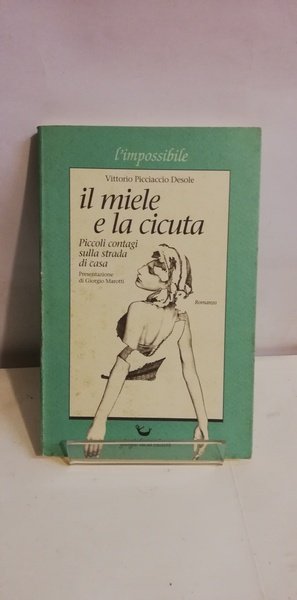 l'impossibile
Vittorio Picciaccio Desole
il miele
e la cicuta
Piccoli contagi
sulla strada
di casa
Presentazione
di Giorgio Marotti
Romanzo